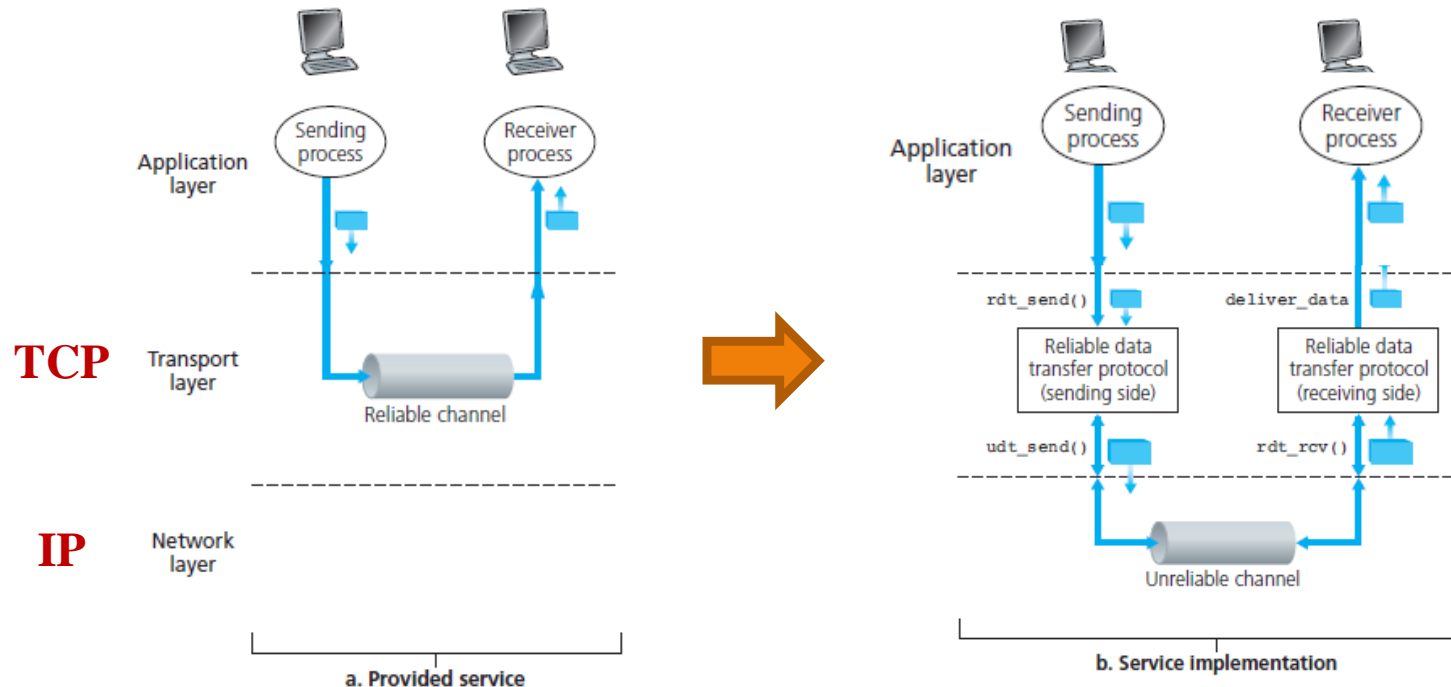 Sending
process
Receiver
process
Application
layer
TCP
Transport
layer
Reliable channel
IP
Network
layer
a. Provided service
Sending
process
Receiver
process
Application
layer
rdt_send()
deliver_data
Reliable data
transfer protocol
(sending side)
Reliable data
transfer protocol
(receiving side)
udt_send()
rdt_rcv()
Unreliable channel
b. Service implementation